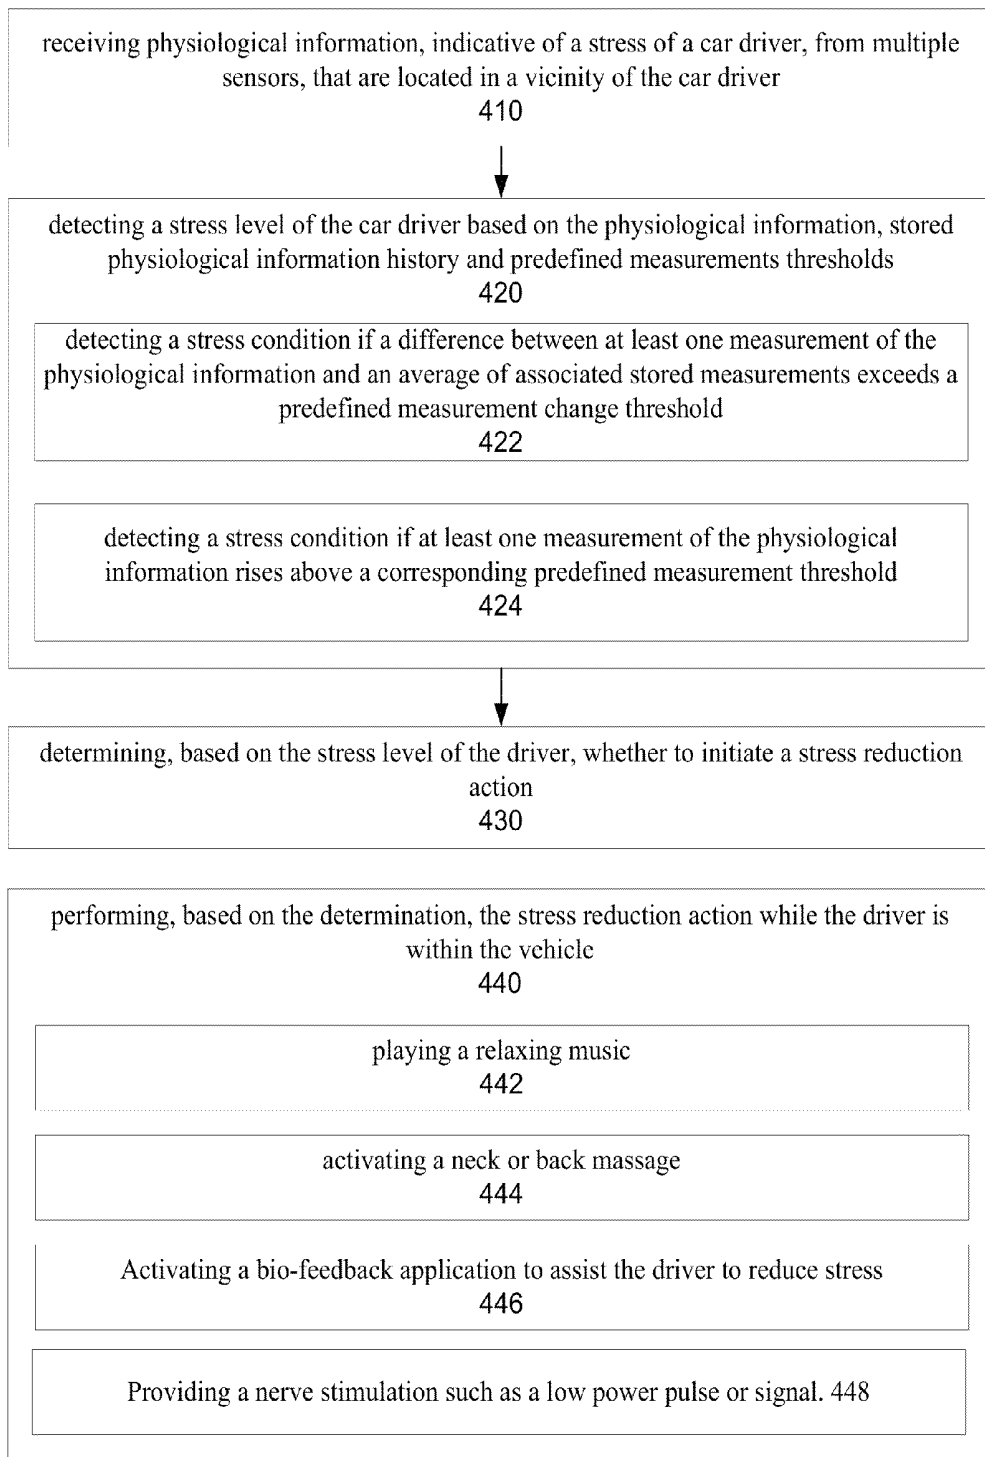 receiving physiological information, indicative of a stress of a car driver, from multiple
sensors, that are located in a vicinity of the car driver
410
detecting a stress level of the car driver based on the physiological information, stored
physiological information history and predefined measurements thresholds
420
detecting a stress condition if a difference between at least one measurement of the
physiological information and an average of associated stored measurements exceeds a
predefined measurement change threshold
422
detecting a stress condition if at least one measurement of the physiological
information rises above a corresponding predefined measurement threshold
424
determining, based on the stress level of the driver, whether to initiate a stress reduction
action
430
performing, based on the determination, the stress reduction action while the driver is
within the vehicle
440
playing a relaxing music
442
activating a neck or back massage
444
Activating a bio-feedback application to assist the driver to reduce stress
446
Providing a nerve stimulation such as a low power pulse or signal. 448